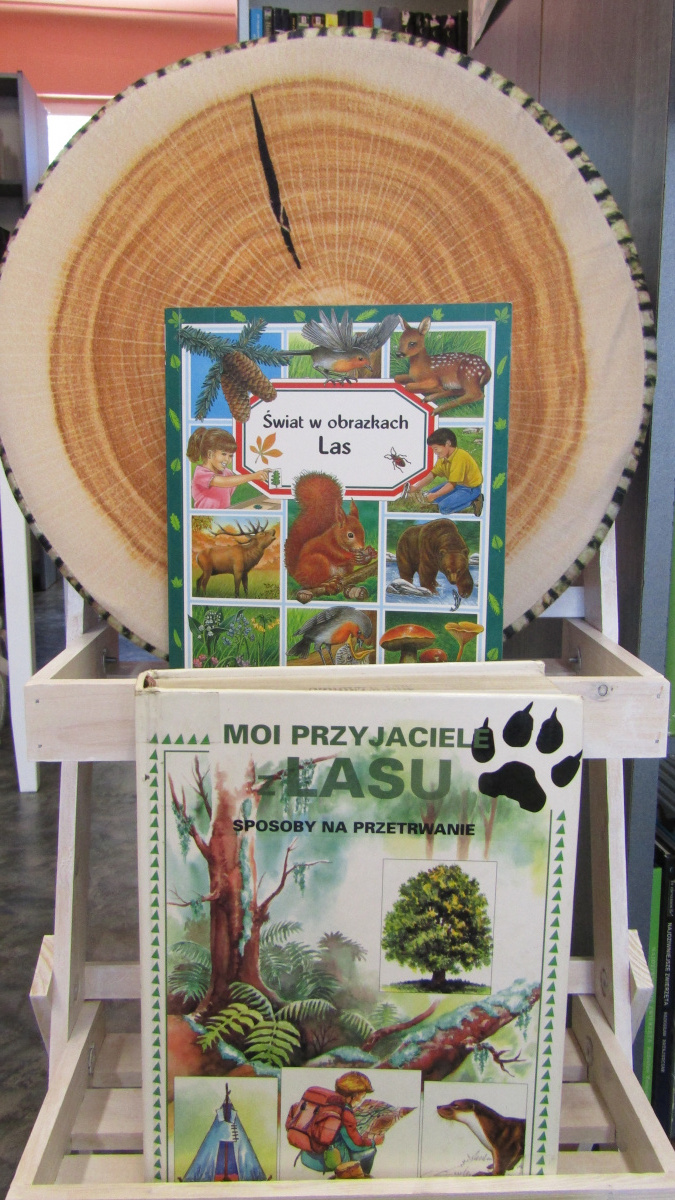 Świat w obrazkach
Las
MOI PRZYJACIELE
z LASU
SPOSOBY NA PRZETRWANIE